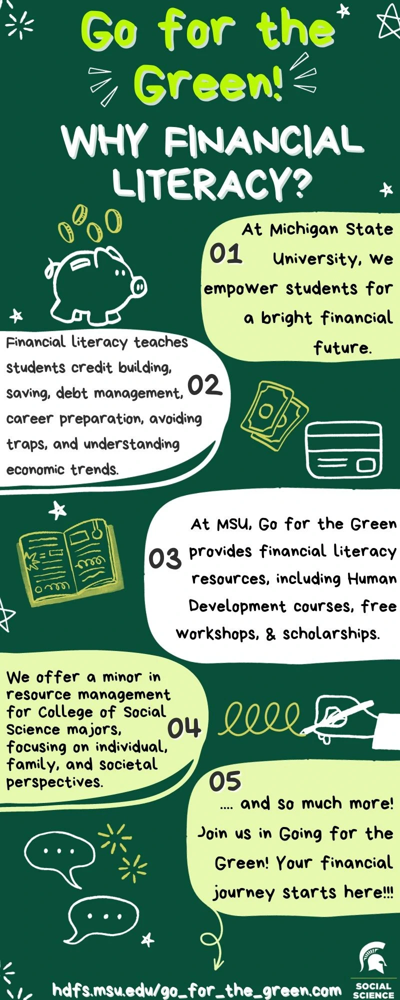 Go for the
Green!
WHY FINANCIAL
LITERACY?
01
At Michigan State
University, we
empower students for
a bright financial
future.
02
Financial literacy teaches
students credit building,
saving, debt management,
career preparation, avoiding
traps, and understanding
economic trends.
03
At MSU, Go for the Green
provides financial literacy
resources, including Human
Development courses, free
workshops, & scholarships.
04
We offer a minor in
resource management
for College of Social
Science majors,
focusing on individual,
family, and societal
perspectives.
05
.... and so much more!
Join us in Going for the
Green! Your financial
journey starts here!!!
hdfs.msu.edu/go_for_the_green.com
SOCIAL
SCIENCE